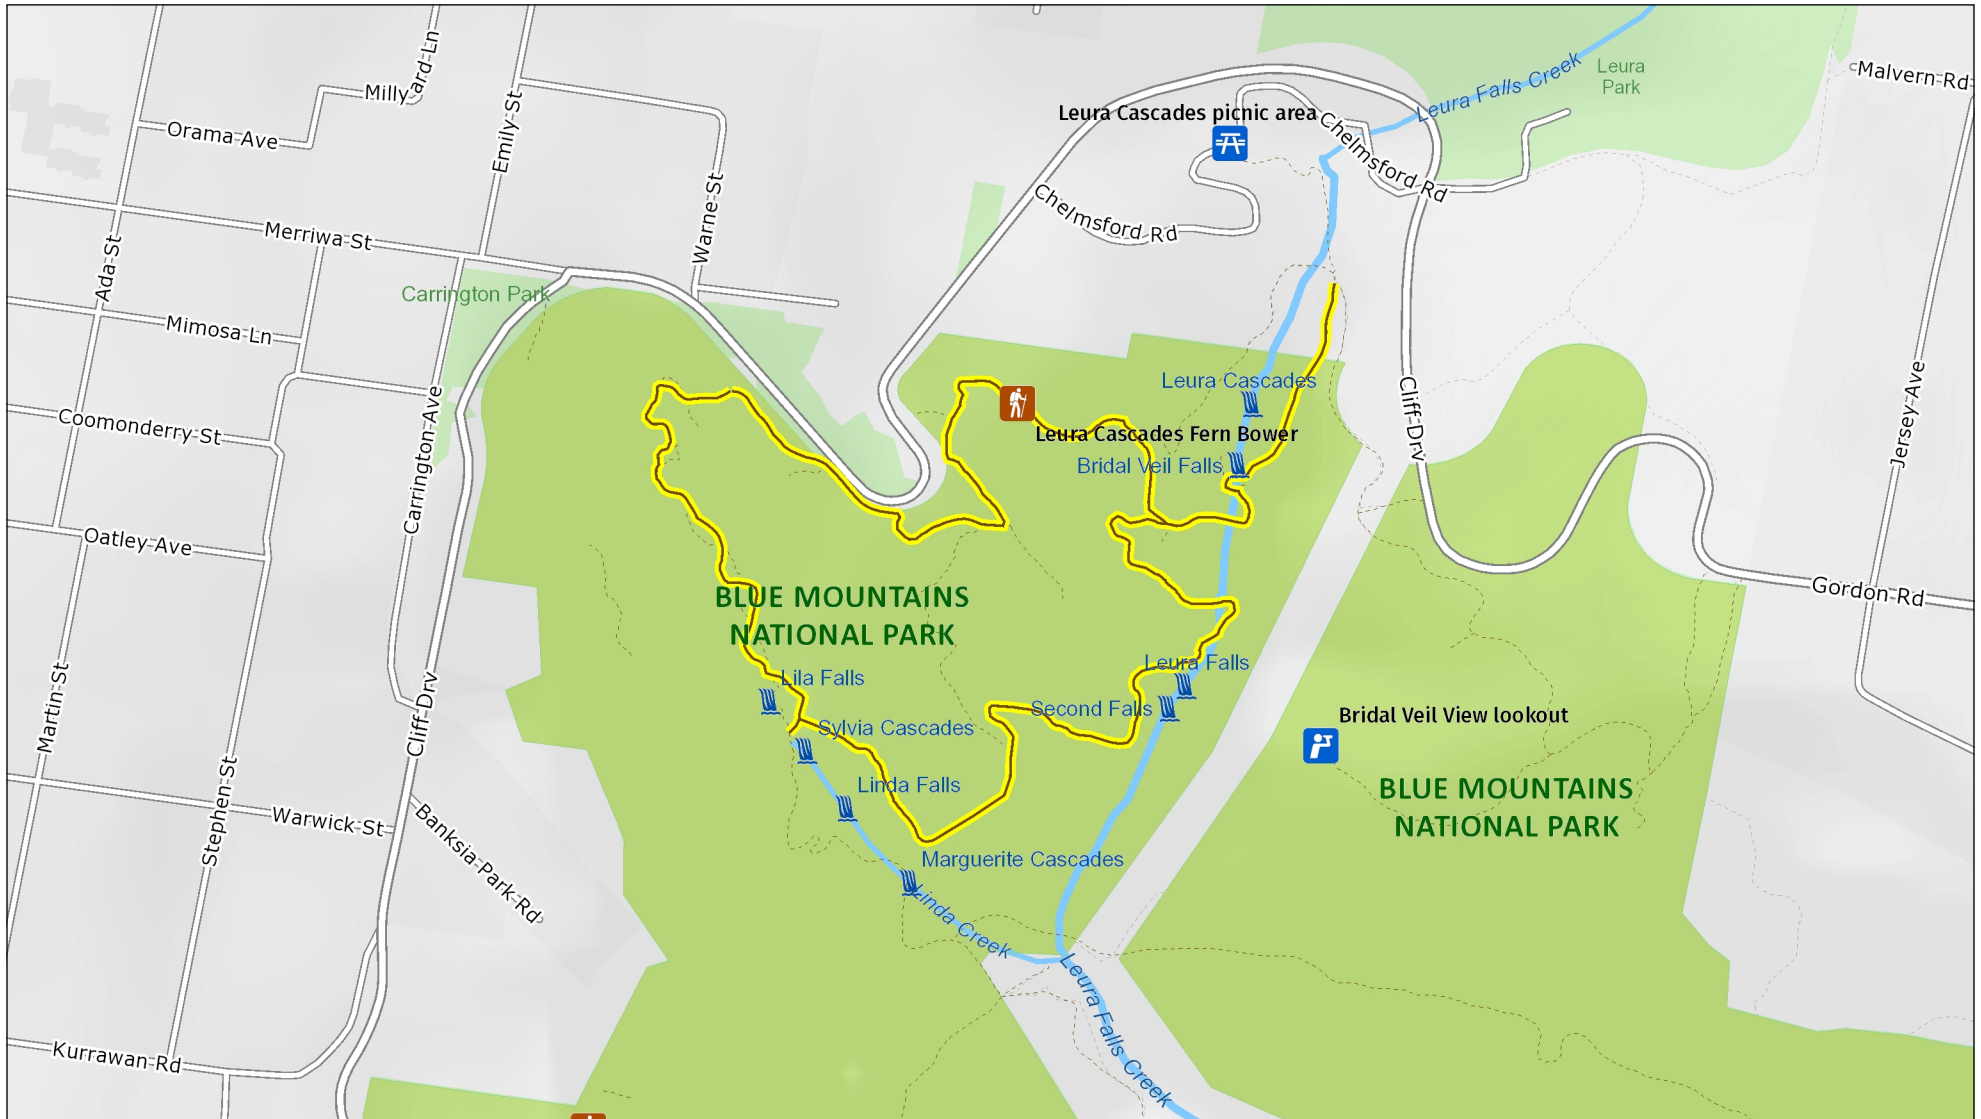 Millyard Ln
Orama Ave
Emily St
Leura Cascades picnic area
Chelmsford Rd
Leura Falls Creek
Leura
Park
Malvern Rd
Merriwa St
Ada St
Warne St
Chelmsford Rd
Carrington Park
Mimosa Ln
Leura Cascades
Coomonderry St
Carrington Ave
Leura Cascades Fern Bower
Bridal Veil Falls
Cliff Drv
Jersey Ave
Oatley Ave
Gordon Rd
BLUE MOUNTAINS
NATIONAL PARK
Martin St
Cliff Drv
Lila Falls
Leura Falls
Second Falls
Sylvia Cascades
Bridal Veil View lookout
Stephen St
Linda Falls
BLUE MOUNTAINS
NATIONAL PARK
Warwick St
Banksia Park Rd
Marguerite Cascades
Linda Creek
Leura Falls Creek
Kurrawan Rd